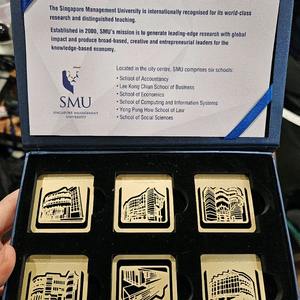 The Singapore Management University is internationally recognised for its world-class
research and distinguished teaching.
Established in 2000, SMU's mission is to generate leading-edge research with global
impact and produce broad-based, creative and entrepreneurial leaders for the
knowledge-based economy.
Located in the city centre, SMU comprises six schools:
• School of Accountancy
• Lee Kong Chian School of Business
• School of Economics
• School of Computing and Information Systems
• Yong Pung How School of Law
• School of Social Sciences
SMU
SINGAPORE MANAGEMENT
UNIVERSITY